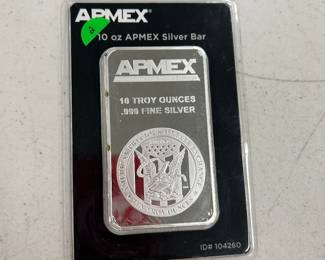 APMEX
10 oz APMEX Silver Bar
APMEX
10 TROY OUNCES
.999 FINE SILVER
ID# 104260